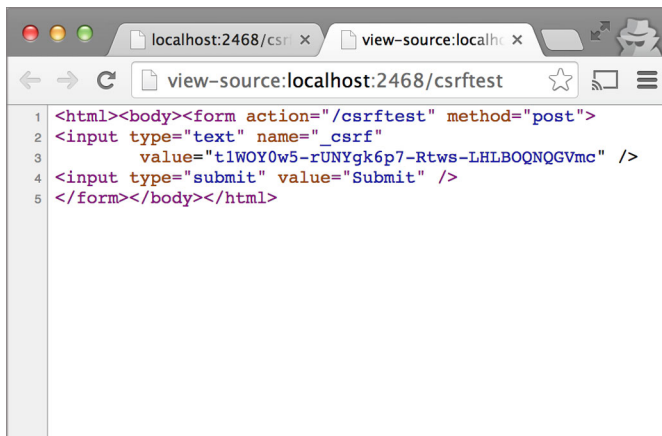 localhost:2468/csr
view-source:localh
view-source:localhost:2468/csrftest
1 <html><body><form action="/csrftest" method="post">
2 <input type="text" name="_csrf"
3 value="t1WOY0w5-rUNYgk6p7-Rtws-LHLBOQNQGVmc" />
4 <input type="submit" value="Submit" />
5 </form></body></html>